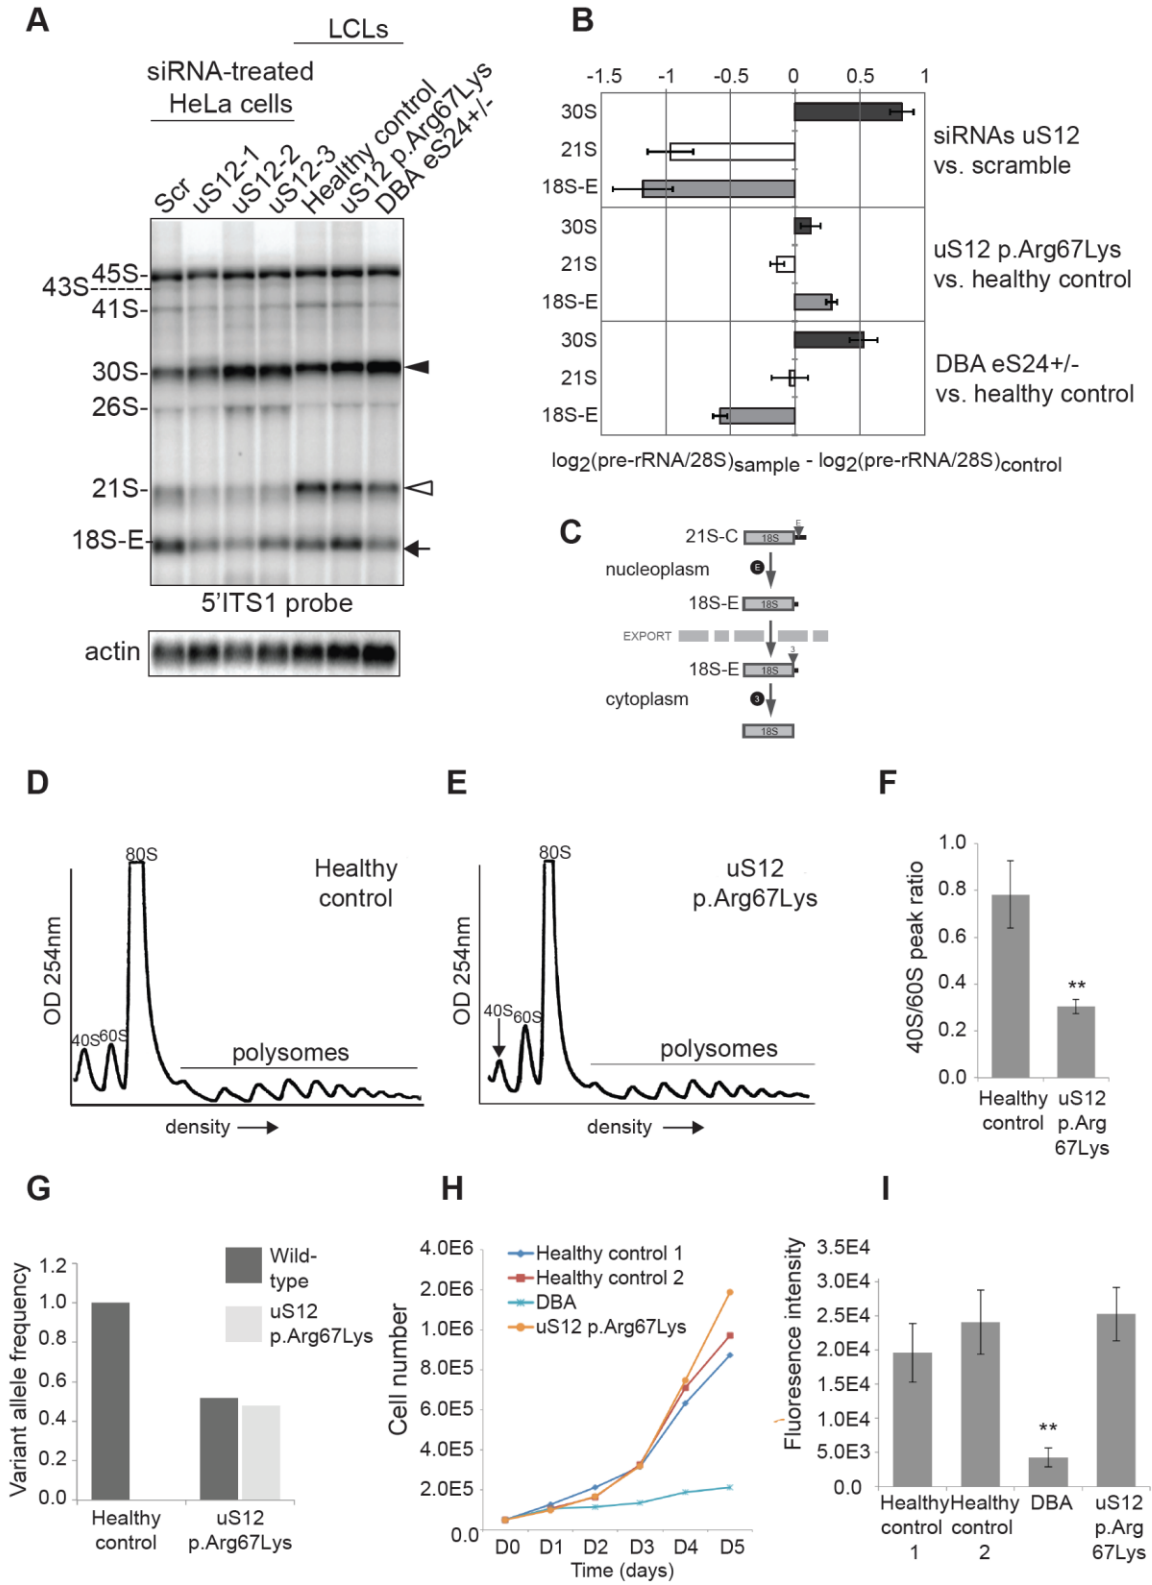 A
LCLs
siRNA-treated
HeLa cells
Scr
uS12-1
uS12-2
uS12-3
Healthy control
uS12 p.Arg67Lys
DBA eS24+/-
45S-
43S
41S-
30S-
26S-
21S-
18S-E
5'ITS1 probe
actin
B
-1.5 -1 -0.5 0 0.5 1
30S
21S
18S-E
siRNAs uS12
vs. scramble
30S
21S
18S-E
uS12 p.Arg67Lys
vs. healthy control
30S
21S
18S-E
DBA eS24+/-
vs. healthy control
log2(pre-rRNA/28S)sample - log2(pre-rRNA/28S)control
C
E
21S-C 18S
nucleoplasm E
18S-E 18S
EXPORT
3
18S-E 18S
cytoplasm 3
18S
D
80S
Healthy
control
OD 254nm
40S 60S
polysomes
density
E
80S
uS12
p.Arg67Lys
OD 254nm
40S 60S
polysomes
density
F
1.0
0.8
0.6
0.4
0.2
0.0
40S/60S peak ratio
**
Healthy
control
uS12
p.Arg
67Lys
G
1.2
1.0
0.8
0.6
0.4
0.2
0.0
Variant allele frequency
Wild-
type
uS12
p.Arg67Lys
Healthy
control
uS12
p.Arg67Lys
H
4.0E6
2.0E6
1.0E6
8.0E5
6.0E5
4.0E5
2.0E5
0.0
Cell number
Healthy control 1
Healthy control 2
DBA
uS12 p.Arg67Lys
D0 D1 D2 D3 D4 D5
Time (days)
I
3.5E4
3.0E4
2.5E4
2.0E4
1.5E4
1.0E4
5.0E3
0.0
Fluoresence intensity
**
Healthy
control
1
Healthy
control
2
DBA
uS12
p.Arg
67Lys